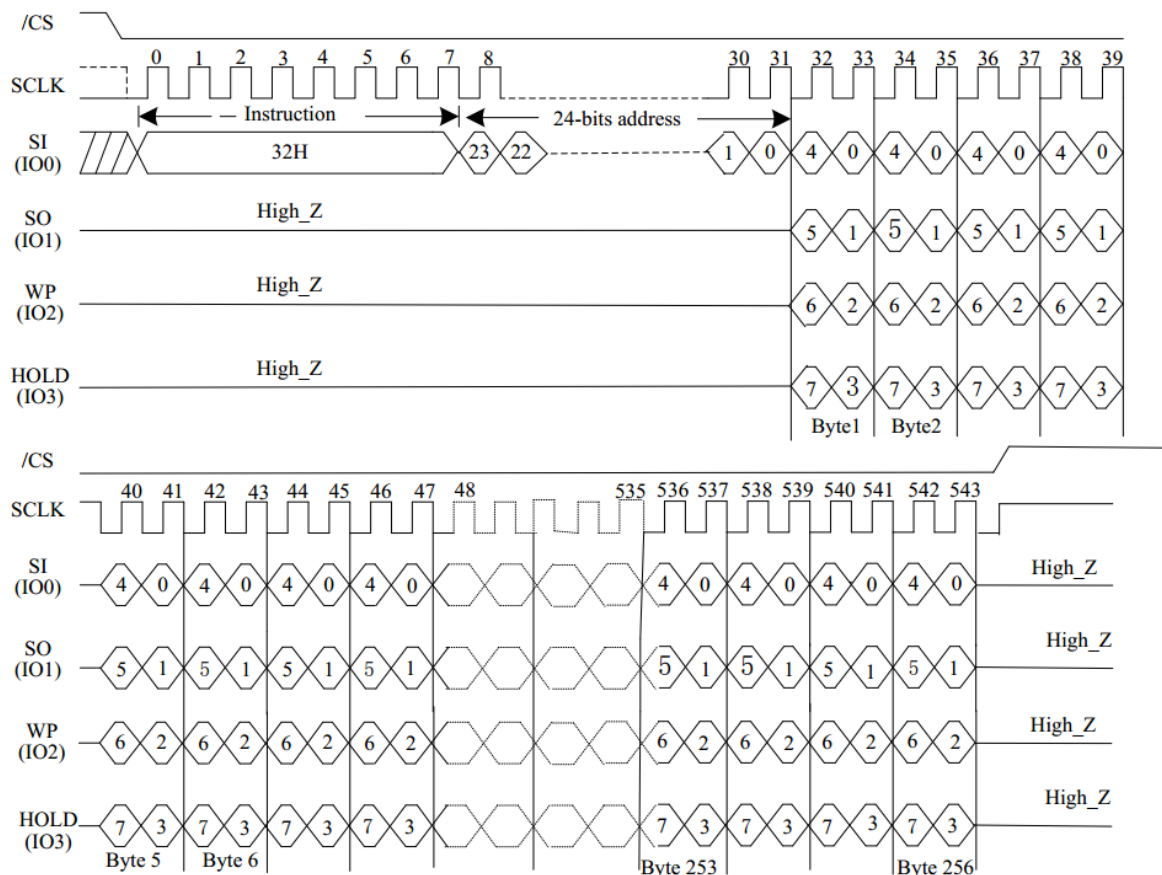 /CS
0 1 2 3 4 5 6 7 8 30 31 32 33 34 35 36 37 38 39
SCLK
Instruction 24-bits address
SI
(IO0)
32H 23 22 1 0 4 0 4 0 4 0 4 0
High_Z
SO
(IO1)
5 1 5 1 5 1 5 1
High_Z
WP
(IO2)
6 2 6 2 6 2 6 2
High_Z
HOLD
(IO3)
7 3 7 3 7 3 7 3
Byte1 Byte2
/CS
40 41 42 43 44 45 46 47 48 535 536 537 538 539 540 541 542 543
SCLK
SI
(IO0)
4 0 4 0 4 0 4 0 4 0 4 0 4 0 4 0 High_Z
SO
(IO1)
5 1 5 1 5 1 5 1 5 1 5 1 5 1 5 1 High_Z
WP
(IO2)
6 2 6 2 6 2 6 2 6 2 6 2 6 2 6 2 High_Z
HOLD
(IO3)
7 3 7 3 7 3 7 3 7 3 7 3 7 3 7 3 High_Z
Byte 5 Byte 6 Byte 253 Byte 256